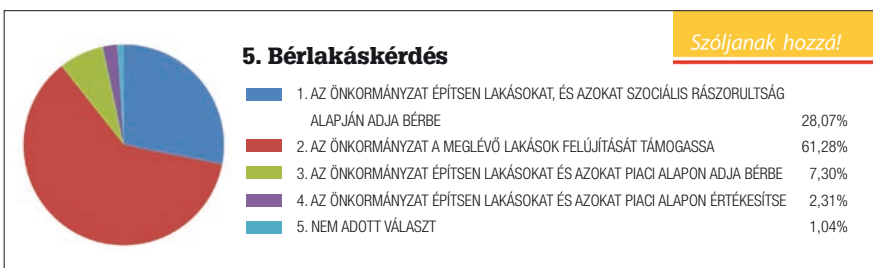 Szóljanak hozzá!
5. Bérlakáskérdés
1. AZ ÖNKORMÁNYZAT ÉPÍTSEN LAKÁSOKAT, ÉS AZOKAT SZOCIÁLIS RÁSZORULTSÁG
ALAPJÁN ADJA BÉRBE 28,07%
2. AZ ÖNKORMÁNYZAT A MEGLÉVŐ LAKÁSOK FELÚJÍTÁSÁT TÁMOGASSA 61,28%
3. AZ ÖNKORMÁNYZAT ÉPÍTSEN LAKÁSOKAT ÉS AZOKAT PIACI ALAPON ADJA BÉRBE 7,30%
4. AZ ÖNKORMÁNYZAT ÉPÍTSEN LAKÁSOKAT ÉS AZOKAT PIACI ALAPON ÉRTÉKESÍTSE 2,31%
5. NEM ADOTT VÁLASZT 1,04%